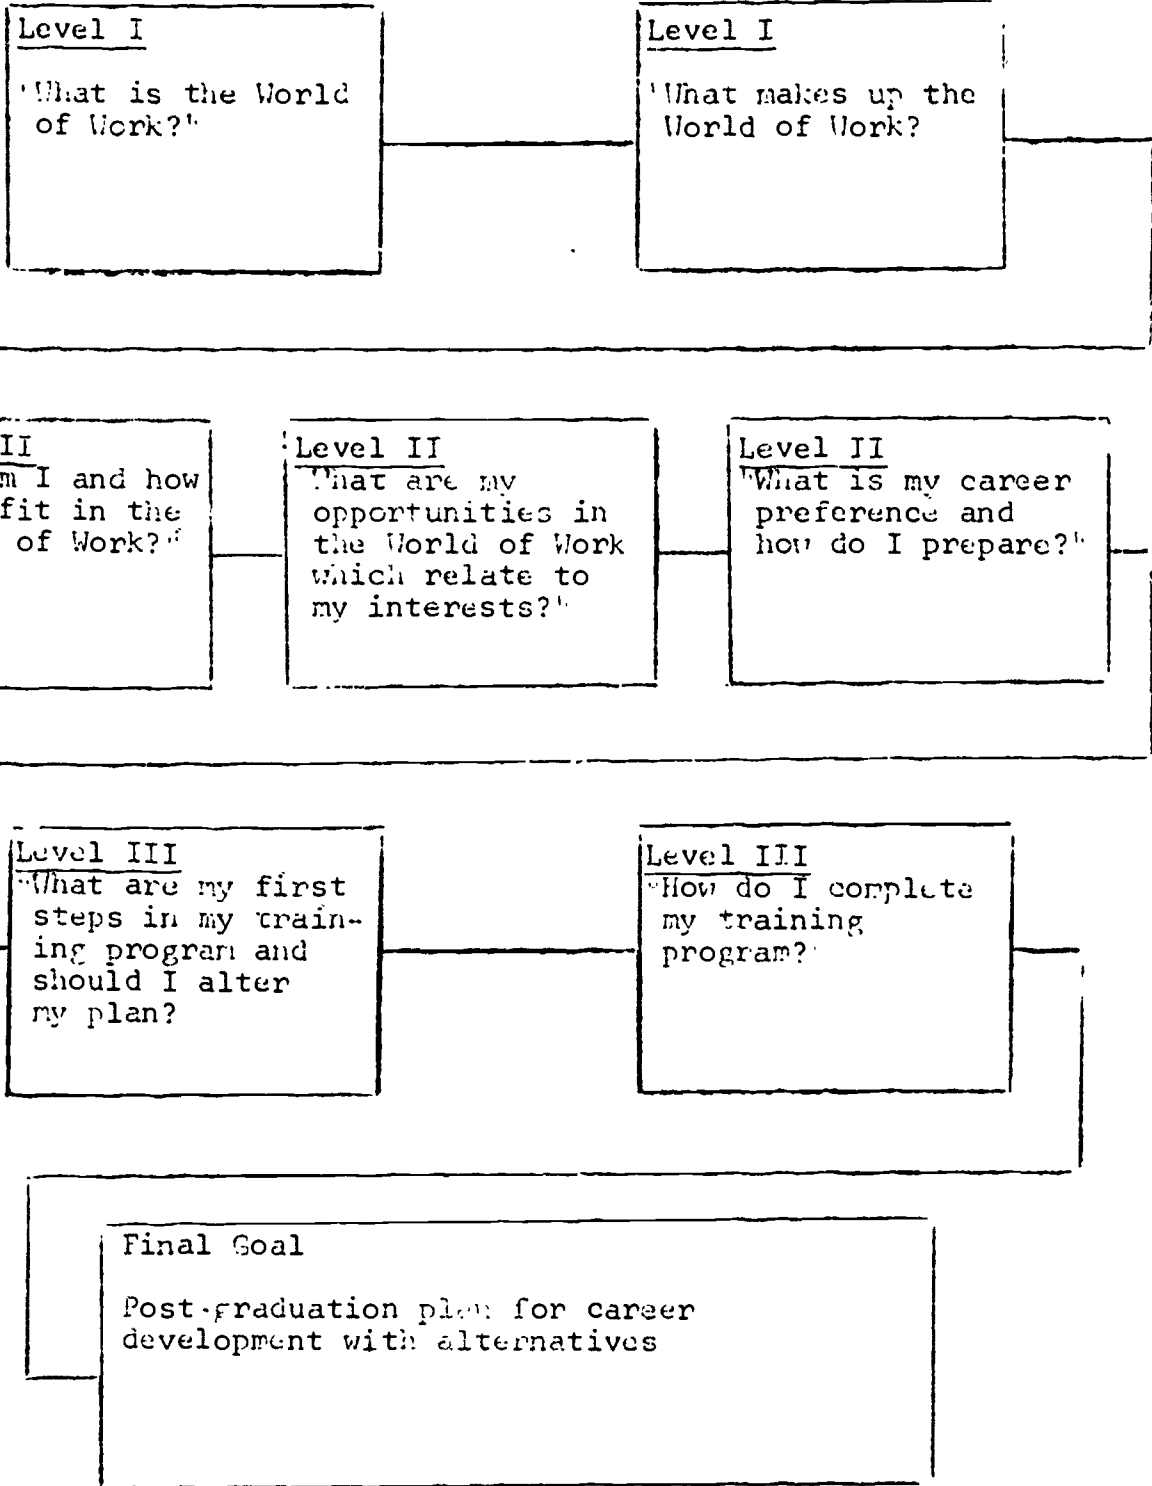 Level I
"What is the World
of Work?"
Level I
"What makes up the
World of Work?
II
m I and how
fit in the
of Work?"
Level II
"What are my
opportunities in
the World of Work
which relate to
my interests?"
Level II
"What is my career
preference and
how do I prepare?"
Level III
"What are my first
steps in my train-
ing program and
should I alter
my plan?
Level III
"How do I complete
my training
program?"
Final Goal
Post-graduation plan for career
development with alternatives